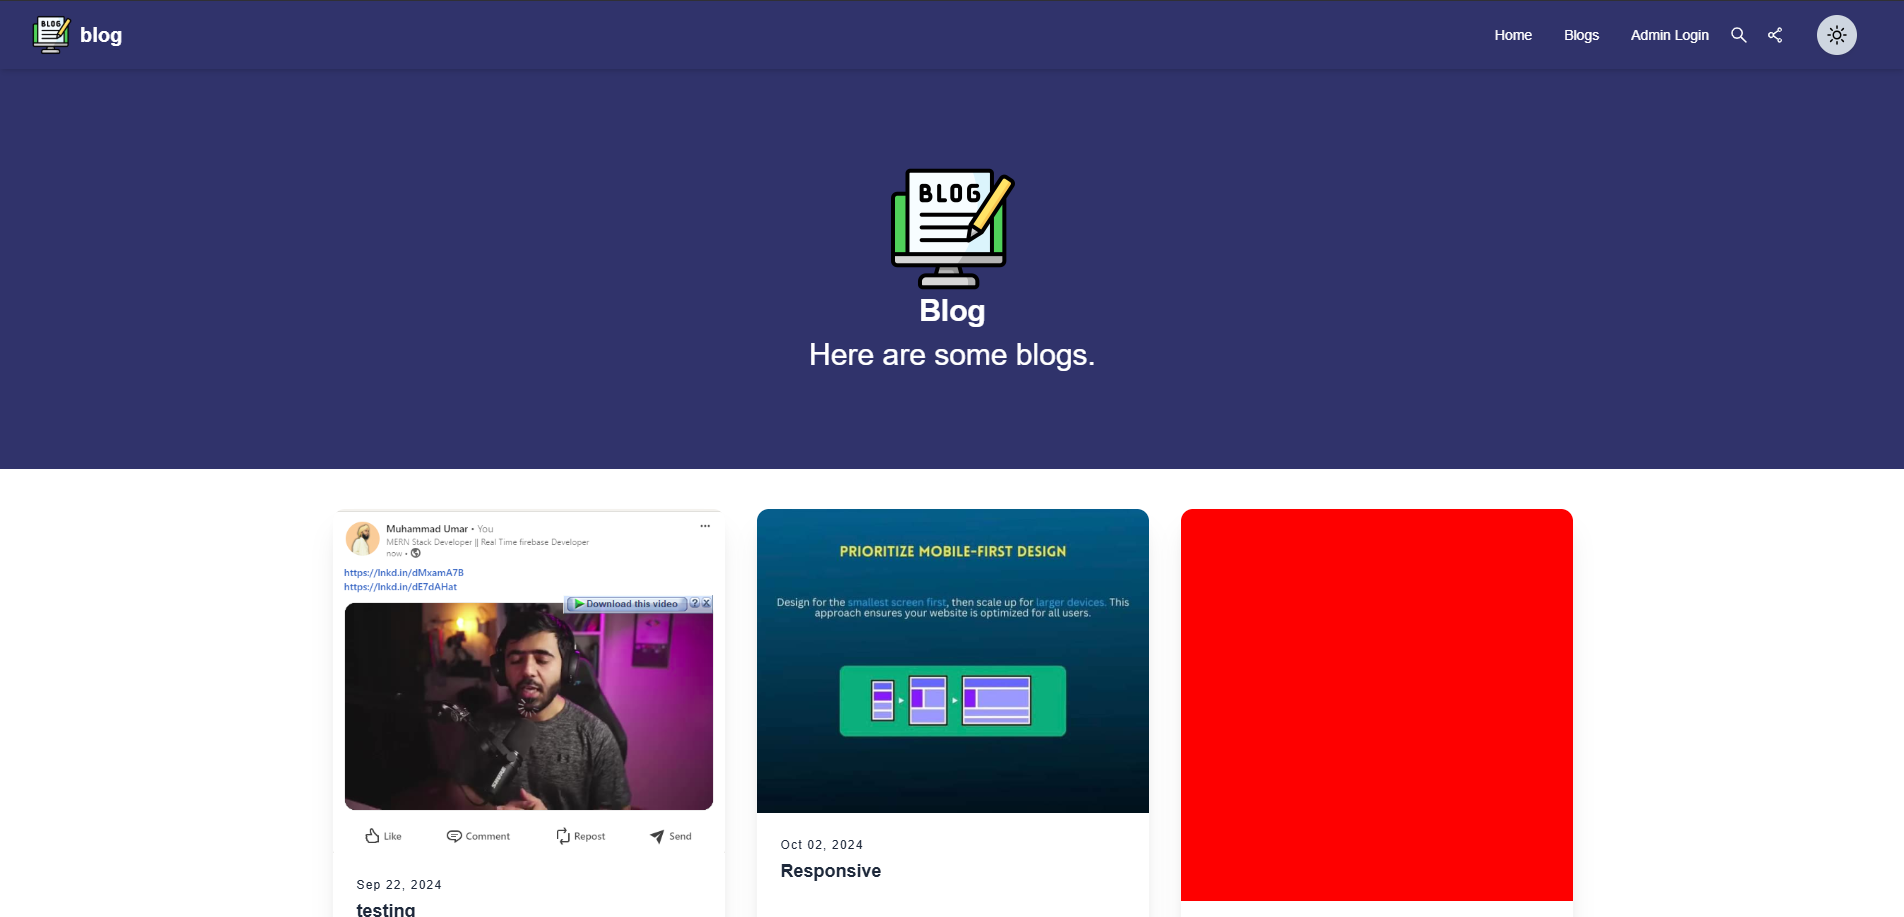 BLOG
blog
Home
Blogs
Admin Login
BLOG
Blog
Here are some blogs.
Muhammad Umar • You
MERN Stack Developer || Real Time firebase Developer
now •
https://lnkd.in/dMxamA7B
https://lnkd.in/dE7dAHat
Download this video ? X
Like
Comment
Repost
Send
Sep 22, 2024
testing
PRIORITIZE MOBILE-FIRST DESIGN
Design for the smallest screen first, then scale up for larger devices. This
approach ensures your website is optimized for all users.
Oct 02, 2024
Responsive